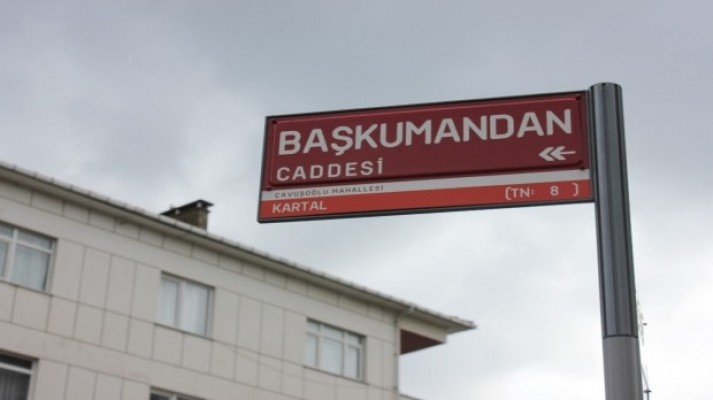 BAŞKUMANDAN
CADDESİ
ÇAVUŞOĞLU MAHALLESİ
KARTAL (TN: 8 )